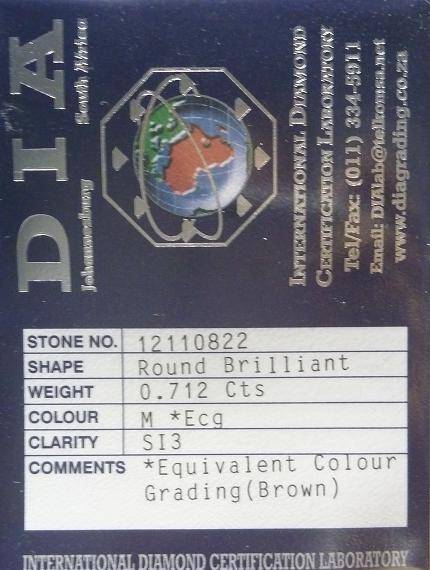 DIA
Johannesburg South Africa
INTERNATIONAL DIAMOND
CERTIFICATION LABORATORY
Tel/Fax: (011) 334-5911
Email: DIAlab@telkomsa.net
www.diagrading.co.za
STONE NO. 12110822
SHAPE Round Brilliant
WEIGHT 0.712 Cts
COLOUR M *Ecg
CLARITY SI3
COMMENTS *Equivalent Colour
Grading(Brown)
INTERNATIONAL DIAMOND CERTIFICATION LABORATORY